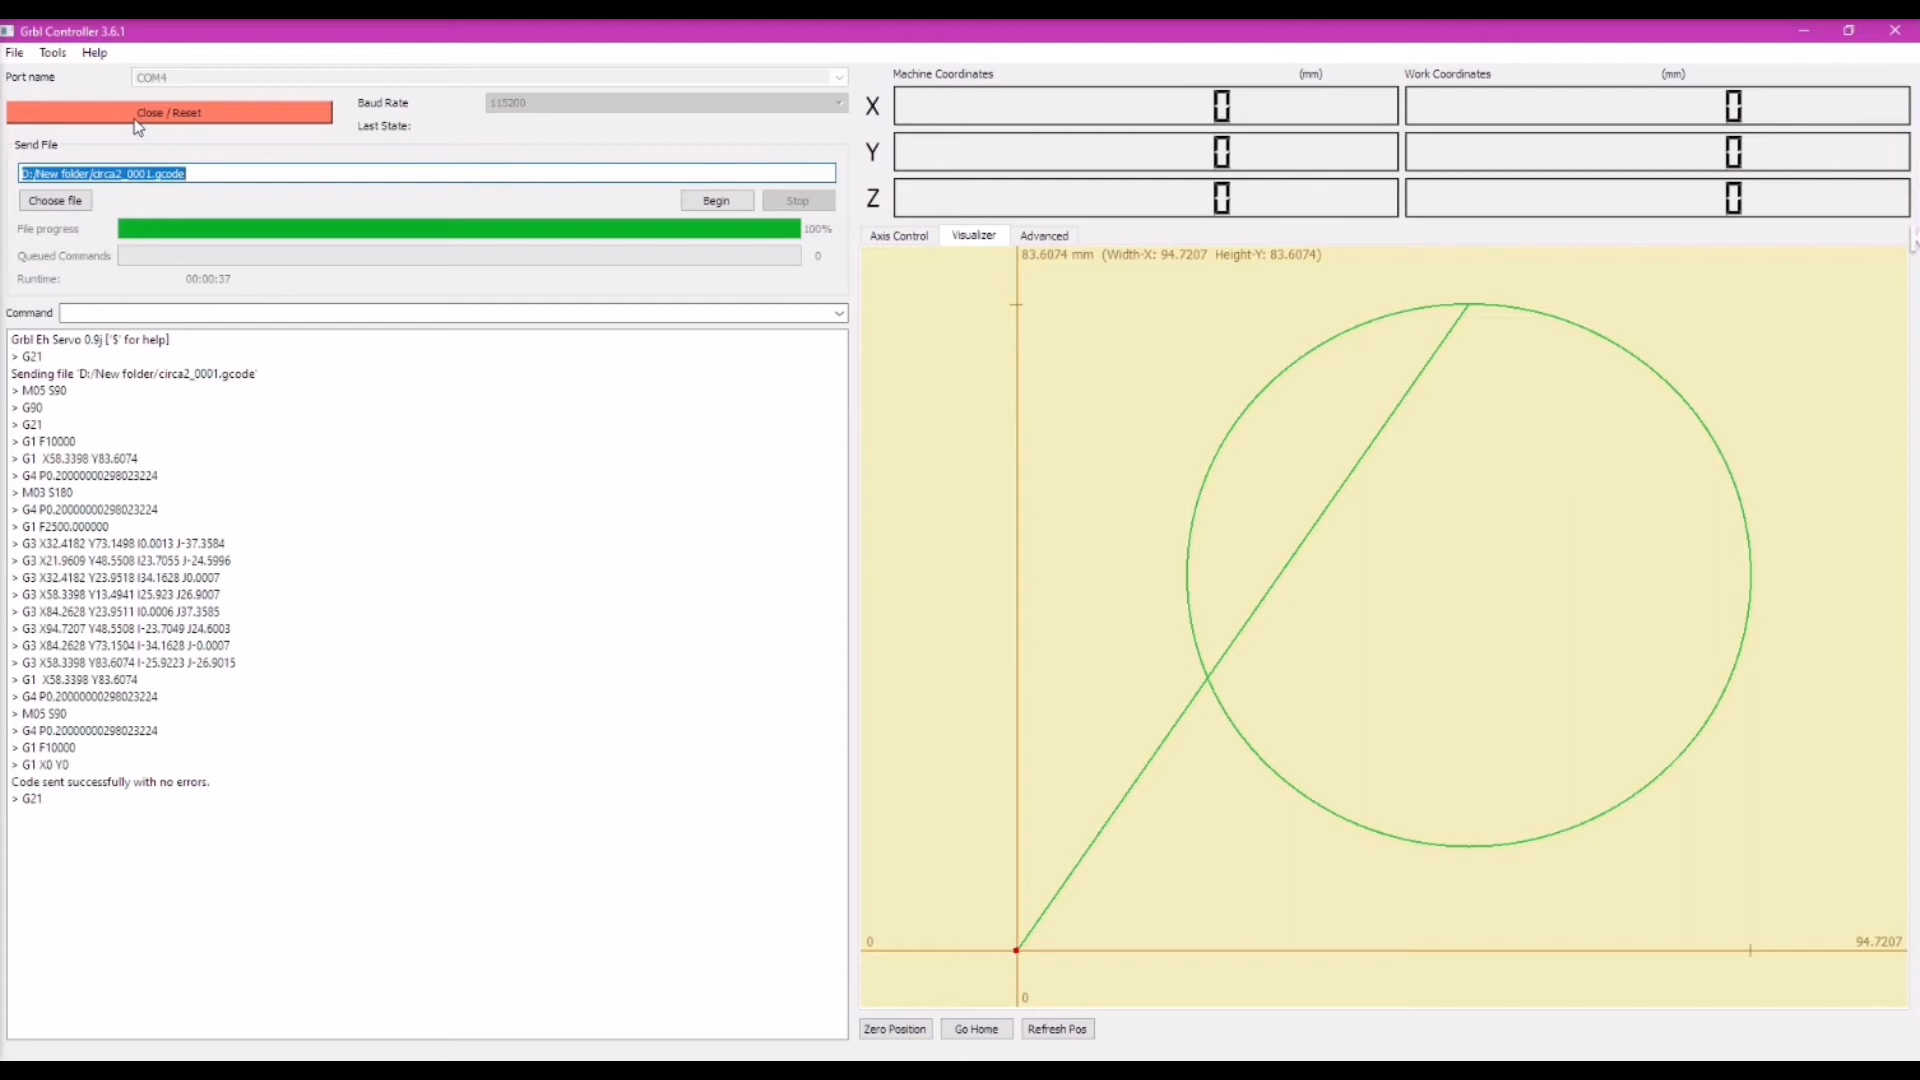 Grbl Controller 3.6.1
File Tools Help
Port name COM4
Close / Reset
Baud Rate 115200
Last State:
Send File
D:/New folder/circa2_0001.gcode
Choose file Begin Stop
File progress 100%
Queued Commands 0
Runtime: 00:00:37
Command
Grbl Eh Servo 0.9j ['$' for help]
> G21
Sending file 'D:/New folder/circa2_0001.gcode'
> M05 S90
> G90
> G21
> G1 F10000
> G1  X58.3398 Y83.6074
> G4 P0.20000000298023224
> M03 S180
> G4 P0.20000000298023224
> G1 F2500.000000
> G3 X32.4182 Y73.1498 I0.0013 J-37.3584
> G3 X21.9609 Y48.5508 I23.7055 J-24.5996
> G3 X32.4182 Y23.9518 I34.1628 J0.0007
> G3 X58.3398 Y13.4941 I25.923 J26.9007
> G3 X84.2628 Y23.9511 I0.0006 J37.3585
> G3 X94.7207 Y48.5508 I-23.7049 J24.6003
> G3 X84.2628 Y73.1504 I-34.1628 J-0.0007
> G3 X58.3398 Y83.6074 I-25.9223 J-26.9015
> G1  X58.3398 Y83.6074
> G4 P0.20000000298023224
> M05 S90
> G4 P0.20000000298023224
> G1 F10000
> G1 X0 Y0
Code sent successfully with no errors.
> G21
Machine Coordinates (mm) Work Coordinates (mm)
X 0 0
Y 0 0
Z 0 0
Axis Control Visualizer Advanced
83.6074 mm  (Width-X: 94.7207  Height-Y: 83.6074)
0 94.7207
0
Zero Position Go Home Refresh Pos